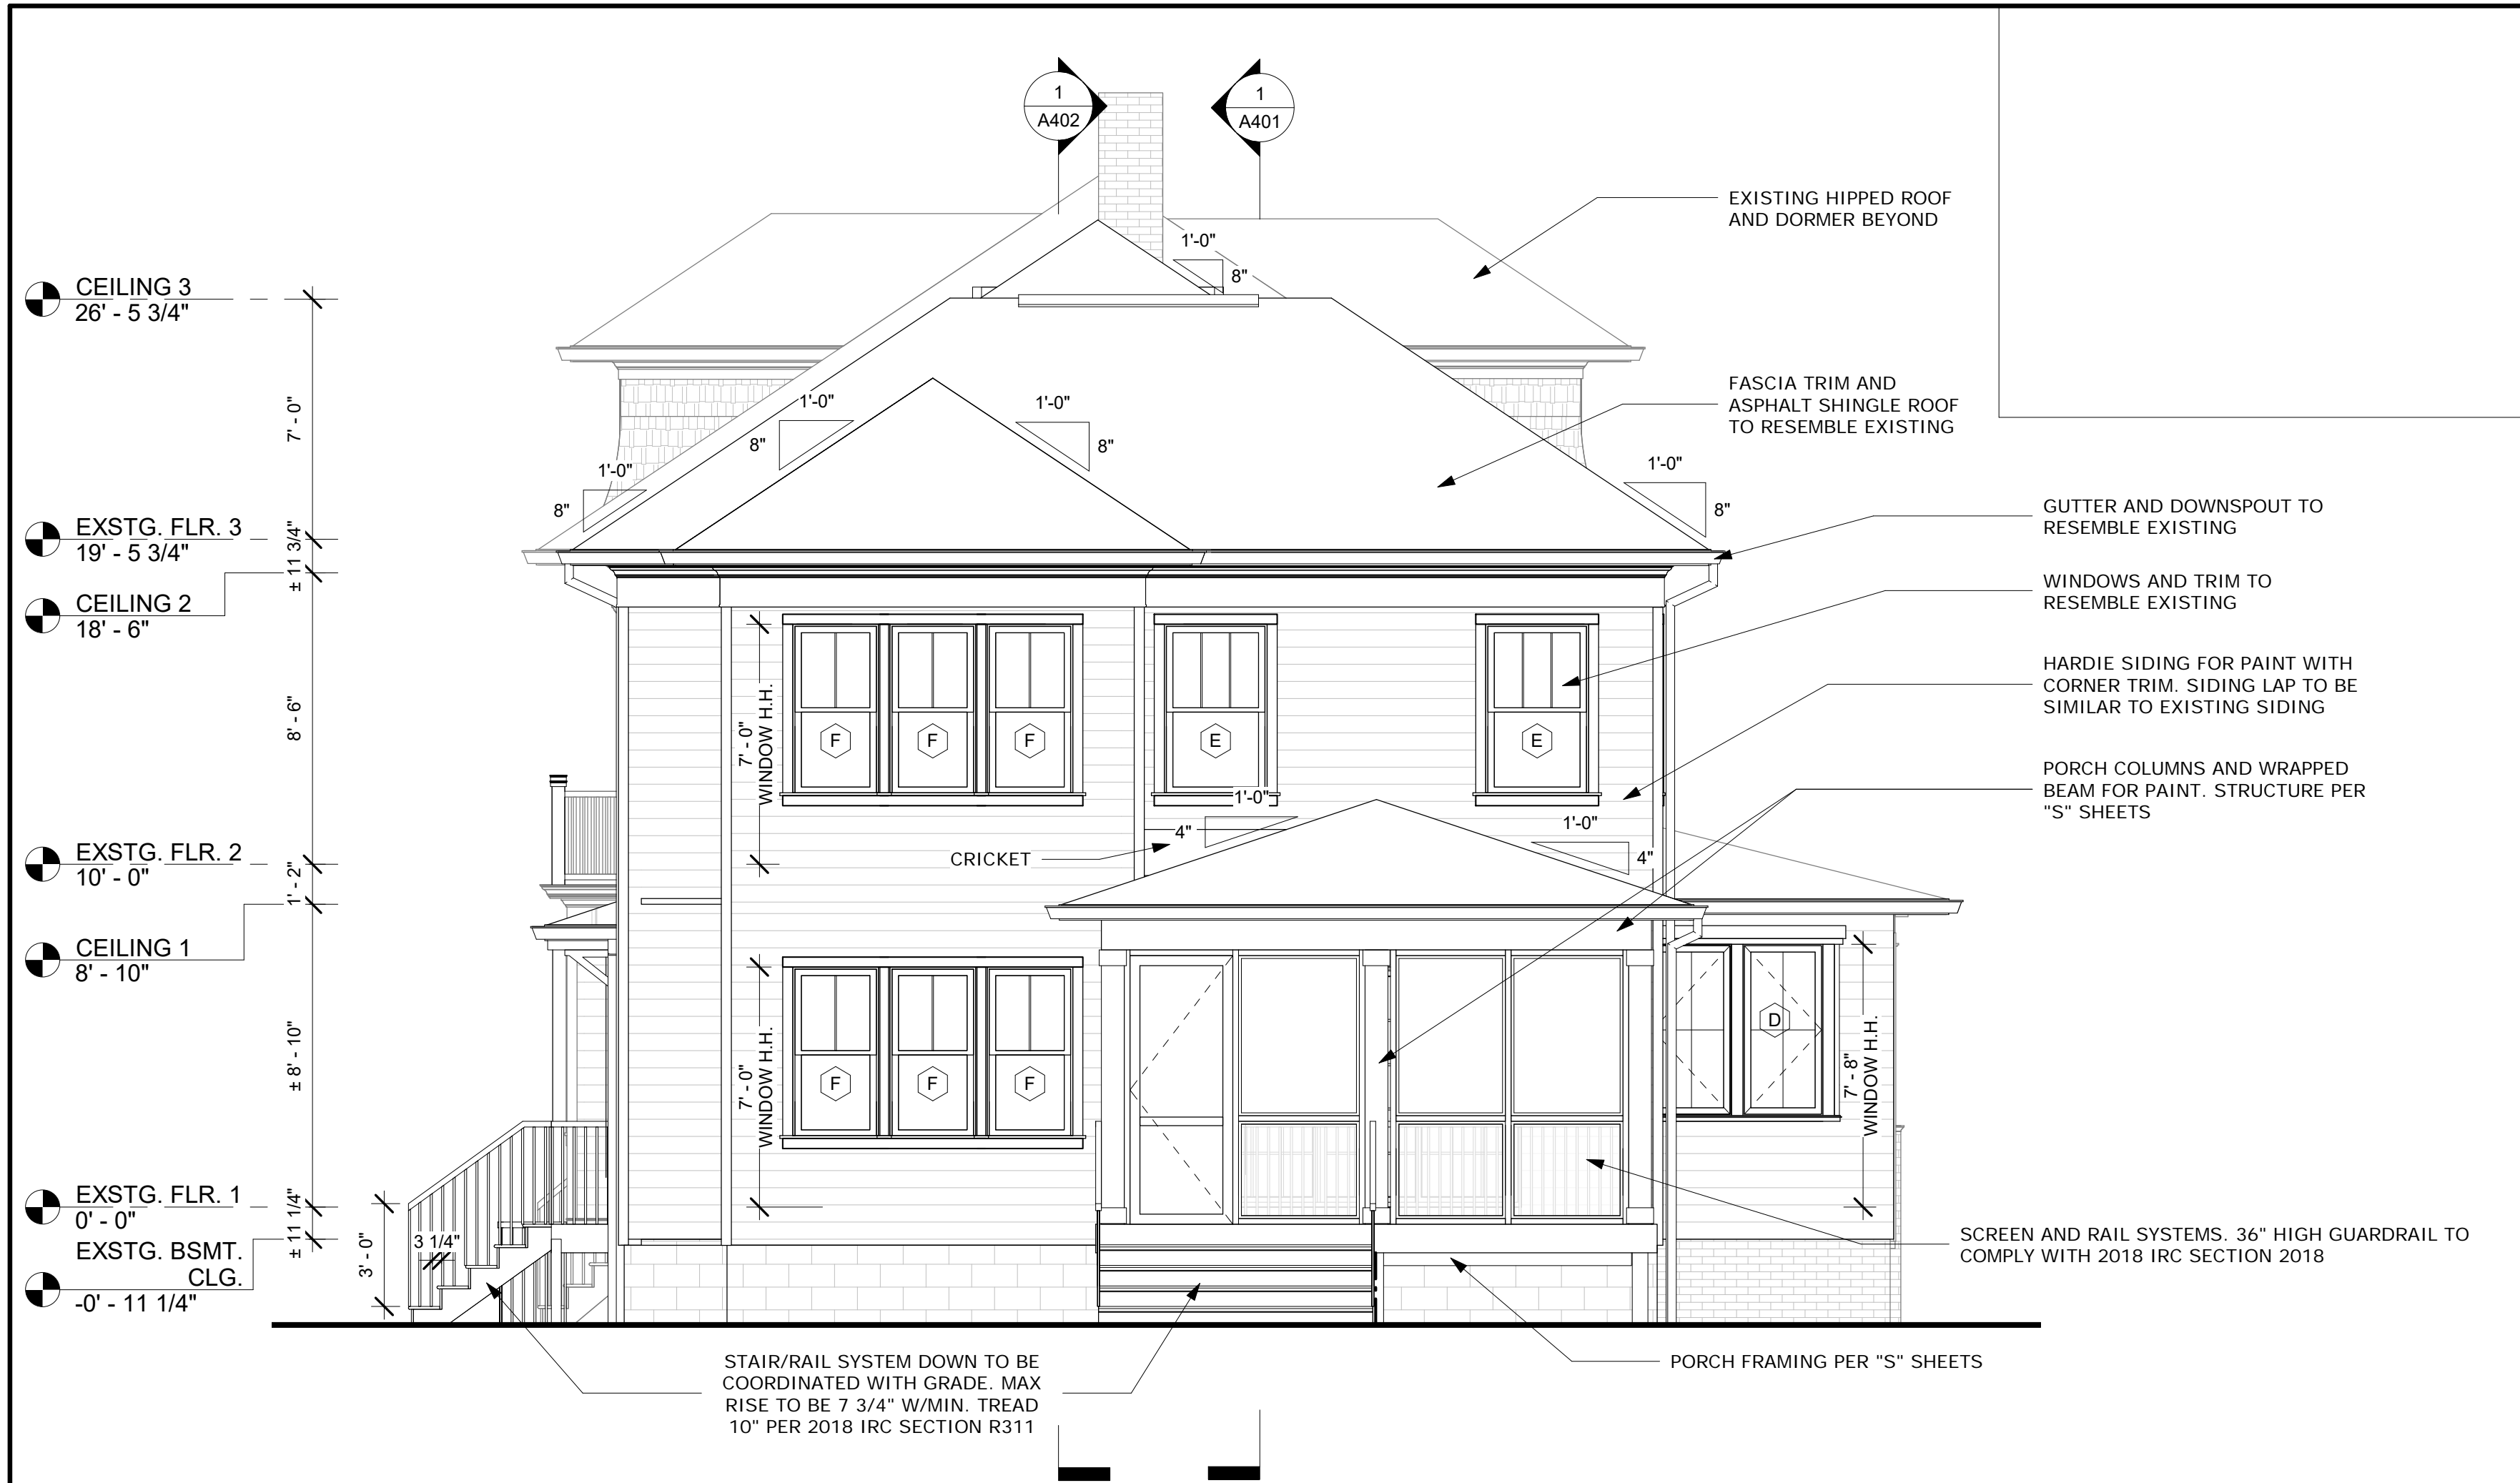 1
A402
1
A401
EXISTING HIPPED ROOF
AND DORMER BEYOND
1'-0"
8"
CEILING 3
26' - 5 3/4"
7' - 0"
FASCIA TRIM AND
ASPHALT SHINGLE ROOF
TO RESEMBLE EXISTING
1'-0"
8"
1'-0"
8"
1'-0"
8"
1'-0"
8"
GUTTER AND DOWNSPOUT TO
RESEMBLE EXISTING
EXSTG. FLR. 3
19' - 5 3/4"
± 11 3/4"
CEILING 2
18' - 6"
WINDOWS AND TRIM TO
RESEMBLE EXISTING
HARDIE SIDING FOR PAINT WITH
CORNER TRIM. SIDING LAP TO BE
SIMILAR TO EXISTING SIDING
8' - 6"
7' - 0"
WINDOW H.H.
F
F
F
E
E
PORCH COLUMNS AND WRAPPED
BEAM FOR PAINT. STRUCTURE PER
"S" SHEETS
1'-0"
4"
1'-0"
4"
CRICKET
EXSTG. FLR. 2
10' - 0"
1' - 2"
CEILING 1
8' - 10"
± 8' - 10"
7' - 0"
WINDOW H.H.
F
F
F
D
7' - 8"
WINDOW H.H.
EXSTG. FLR. 1
0' - 0"
± 11 1/4"
EXSTG. BSMT.
CLG.
-0' - 11 1/4"
3' - 0"
3 1/4"
SCREEN AND RAIL SYSTEMS. 36" HIGH GUARDRAIL TO
COMPLY WITH 2018 IRC SECTION 2018
STAIR/RAIL SYSTEM DOWN TO BE
COORDINATED WITH GRADE. MAX
RISE TO BE 7 3/4" W/MIN. TREAD
10" PER 2018 IRC SECTION R311
PORCH FRAMING PER "S" SHEETS